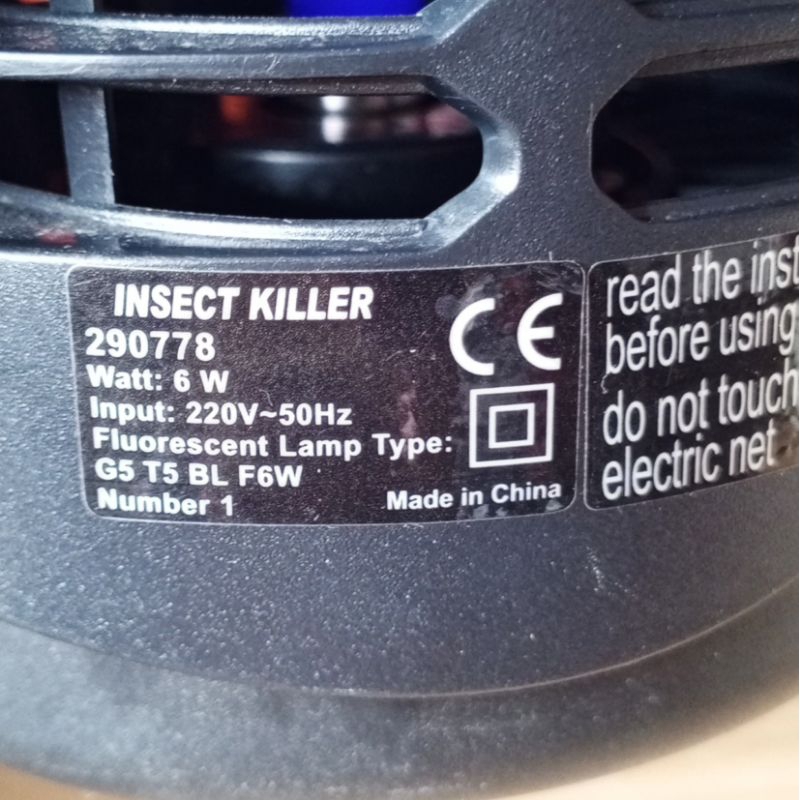 INSECT KILLER
290778
Watt: 6 W
Input: 220V~50Hz
Fluorescent Lamp Type:
G5 T5 BL F6W
Number 1
CE
Made in China
read the inst
before using
do not touch
electric net